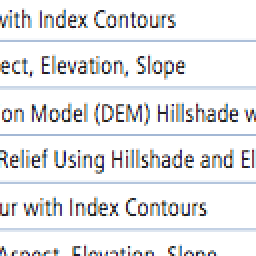 with Index Contours
ect, Elevation, Slope
on Model (DEM) Hillshade w
Relief Using Hillshade and El
ur with Index Contours
Aspect, Elevation, Slope